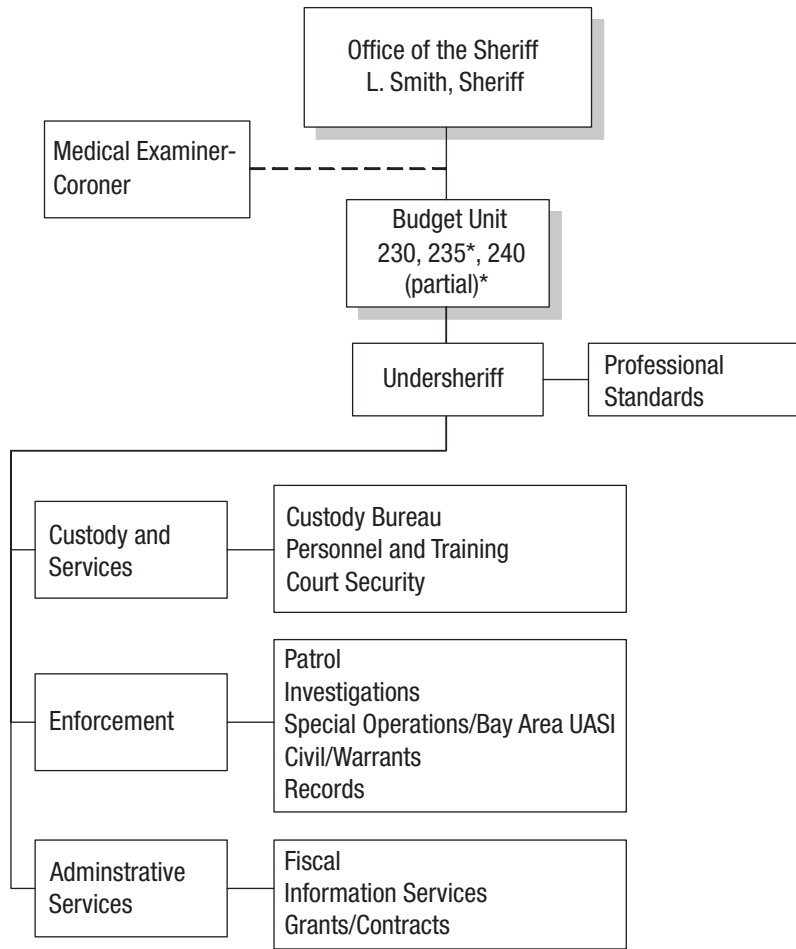 Office of the Sheriff
L. Smith, Sheriff
Medical Examiner-
Coroner
Budget Unit
230, 235*, 240
(partial)*
Undersheriff
Professional
Standards
Custody and
Services
Custody Bureau
Personnel and Training
Court Security
Enforcement
Patrol
Investigations
Special Operations/Bay Area UASI
Civil/Warrants
Records
Adminstrative
Services
Fiscal
Information Services
Grants/Contracts